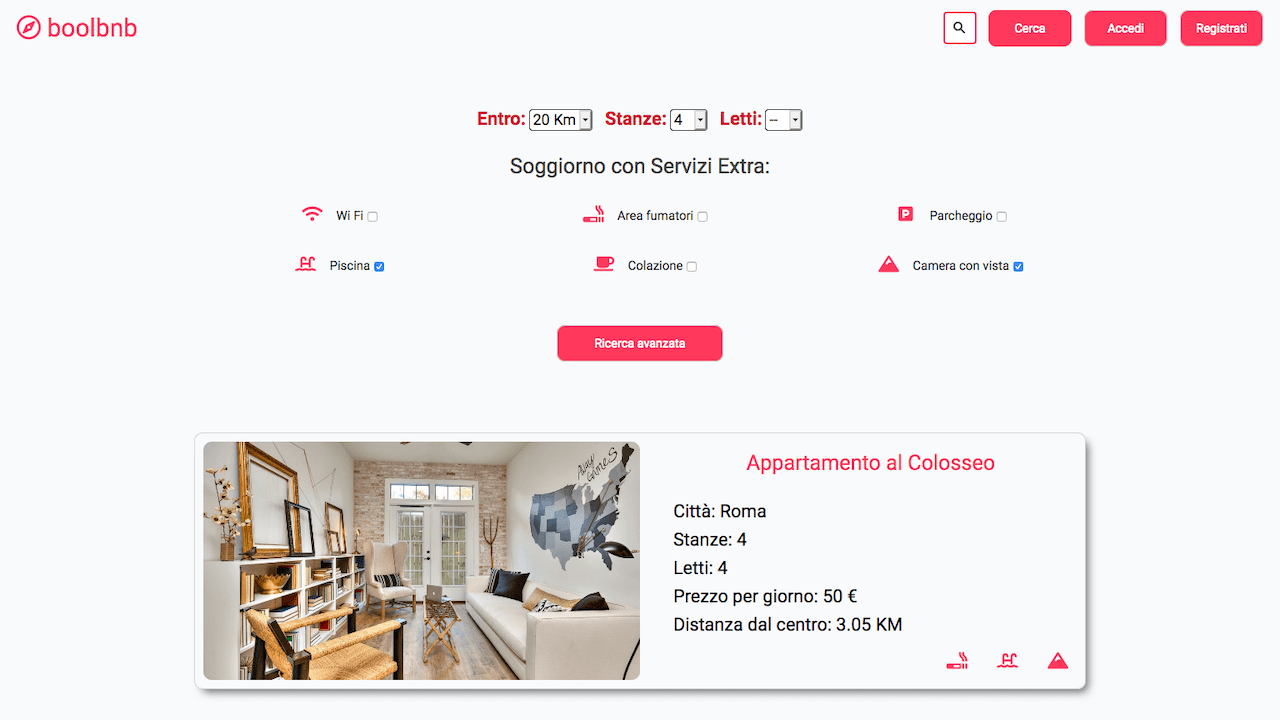 boolbnb
Cerca
Accedi
Registrati
Entro: 20 Km Stanze: 4 Letti: --
Soggiorno con Servizi Extra:
Wi Fi
Area fumatori
P Parcheggio
Piscina
Colazione
Camera con vista
Ricerca avanzata
Away
Games
Appartamento al Colosseo
Città: Roma
Stanze: 4
Letti: 4
Prezzo per giorno: 50 €
Distanza dal centro: 3.05 KM